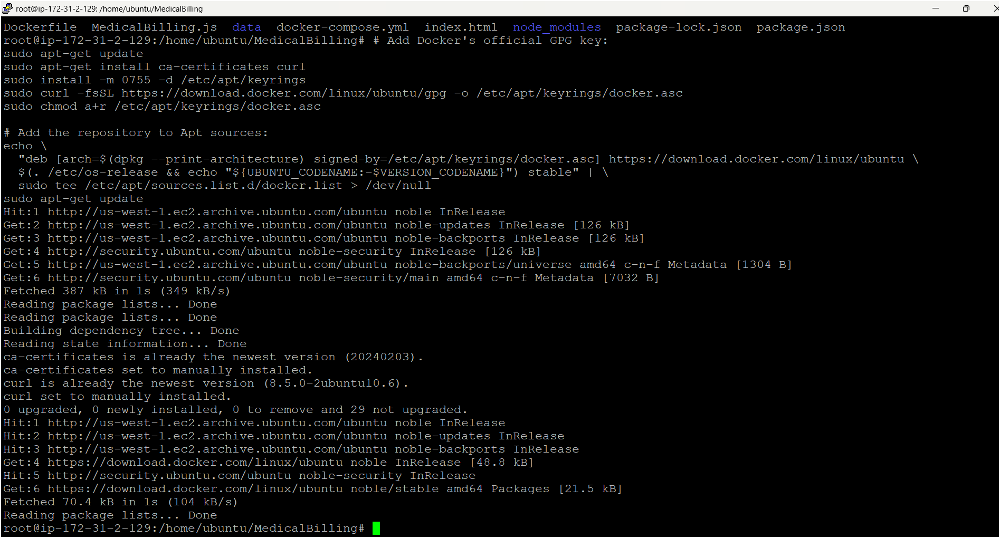 root@ip-172-31-2-129: /home/ubuntu/MedicalBilling
Dockerfile  MedicalBilling.js  data  docker-compose.yml  index.html  node_modules  package-lock.json  package.json
root@ip-172-31-2-129:/home/ubuntu/MedicalBilling# # Add Docker's official GPG key:
sudo apt-get update
sudo apt-get install ca-certificates curl
sudo install -m 0755 -d /etc/apt/keyrings
sudo curl -fsSL https://download.docker.com/linux/ubuntu/gpg -o /etc/apt/keyrings/docker.asc
sudo chmod a+r /etc/apt/keyrings/docker.asc

# Add the repository to Apt sources:
echo \
  "deb [arch=$(dpkg --print-architecture) signed-by=/etc/apt/keyrings/docker.asc] https://download.docker.com/linux/ubuntu \
  $(. /etc/os-release && echo "${UBUNTU_CODENAME:-$VERSION_CODENAME}") stable" | \
  sudo tee /etc/apt/sources.list.d/docker.list > /dev/null
sudo apt-get update
Hit:1 http://us-west-1.ec2.archive.ubuntu.com/ubuntu noble InRelease
Get:2 http://us-west-1.ec2.archive.ubuntu.com/ubuntu noble-updates InRelease [126 kB]
Get:3 http://us-west-1.ec2.archive.ubuntu.com/ubuntu noble-backports InRelease [126 kB]
Get:4 http://security.ubuntu.com/ubuntu noble-security InRelease [126 kB]
Get:5 http://us-west-1.ec2.archive.ubuntu.com/ubuntu noble-backports/universe amd64 c-n-f Metadata [1304 B]
Get:6 http://security.ubuntu.com/ubuntu noble-security/main amd64 c-n-f Metadata [7032 B]
Fetched 387 kB in 1s (349 kB/s)
Reading package lists... Done
Reading package lists... Done
Building dependency tree... Done
Reading state information... Done
ca-certificates is already the newest version (20240203).
ca-certificates set to manually installed.
curl is already the newest version (8.5.0-2ubuntu10.6).
curl set to manually installed.
0 upgraded, 0 newly installed, 0 to remove and 29 not upgraded.
Hit:1 http://us-west-1.ec2.archive.ubuntu.com/ubuntu noble InRelease
Hit:2 http://us-west-1.ec2.archive.ubuntu.com/ubuntu noble-updates InRelease
Hit:3 http://us-west-1.ec2.archive.ubuntu.com/ubuntu noble-backports InRelease
Get:4 https://download.docker.com/linux/ubuntu noble InRelease [48.8 kB]
Hit:5 http://security.ubuntu.com/ubuntu noble-security InRelease
Get:6 https://download.docker.com/linux/ubuntu noble/stable amd64 Packages [21.5 kB]
Fetched 70.4 kB in 1s (104 kB/s)
Reading package lists... Done
root@ip-172-31-2-129:/home/ubuntu/MedicalBilling#